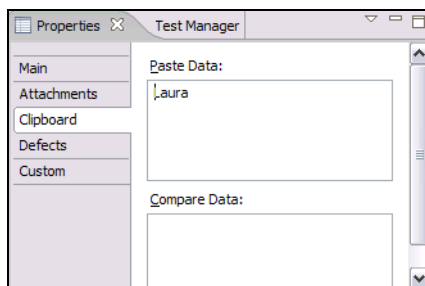 Properties Test Manager
Main
Attachments
Clipboard
Defects
Custom
Paste Data:
Laura
Compare Data: